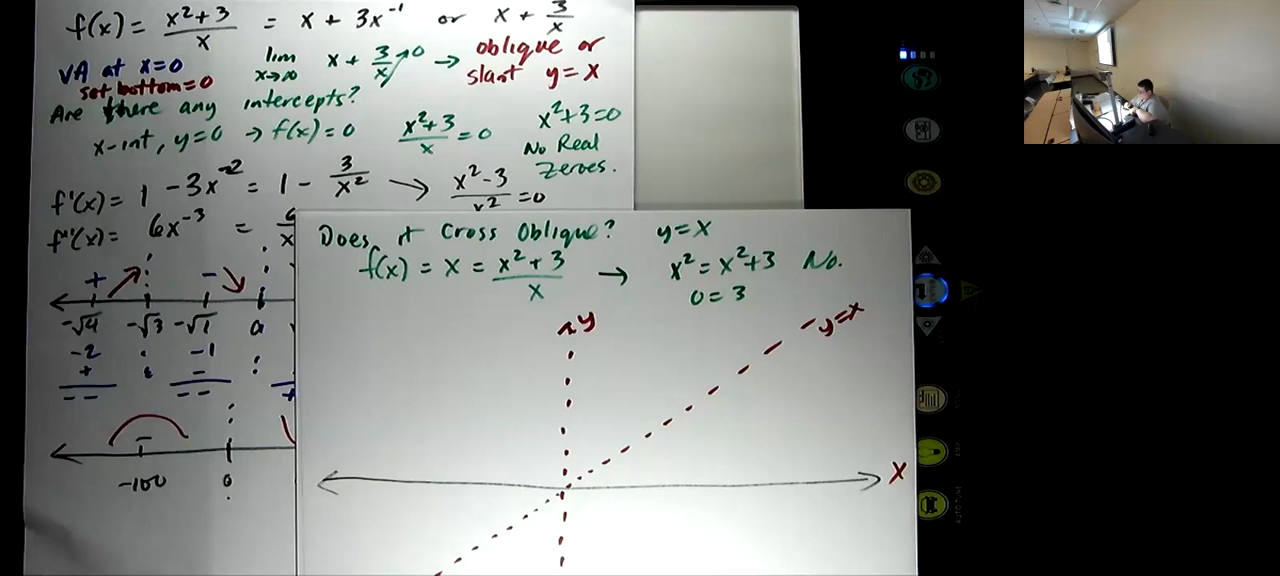 f(x) = x²+3/x = x + 3x⁻¹ or x + 3/x
VA at x=0
set bottom=0
lim x→∞ x + 3/x → 0 → oblique or
slant y=x
Are there any intercepts?
x-int, y=0 → f(x)=0 x²+3/x = 0 x²+3=0
No Real
zeroes.
f'(x) = 1 - 3x⁻² = 1 - 3/x² → x²-3/x² = 0
f"(x) = 6x⁻³ = 6/x
Does it Cross Oblique? y=x
f(x) = x = x²+3/x → x² = x²+3 No.
0 = 3
+ -
-√4 -√3 -√1 0
-2 -1
+ -
-- -- +
-
-100 0
y
y=x
x